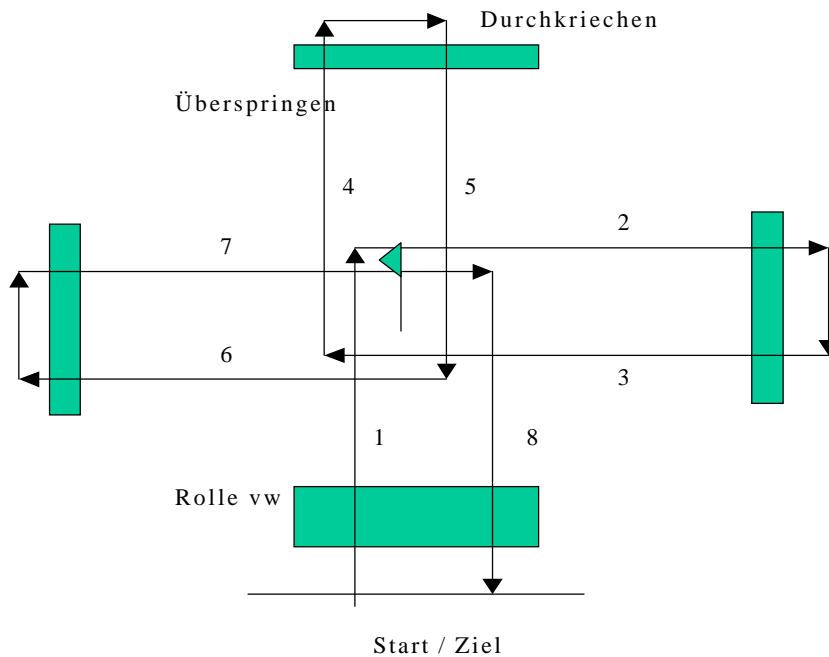 Durchkriechen
Überspringen
4
5
2
7
6
3
1
8
Rolle vw
Start / Ziel